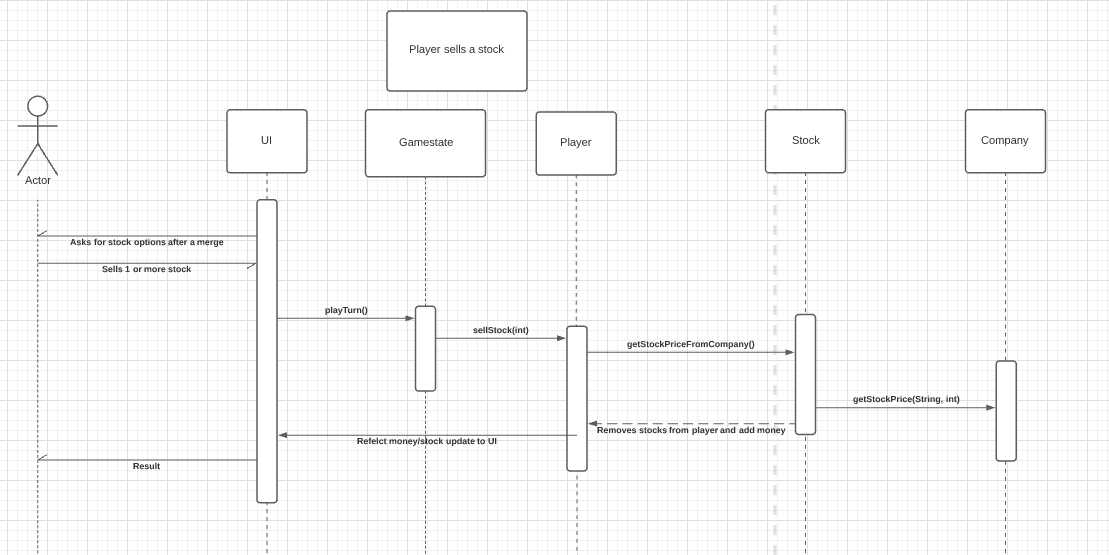 Player sells a stock
UI
Gamestate
Player
Stock
Company
Actor
Asks for stock options after a merge
Sells 1 or more stock
playTurn()
sellStock(int)
getStockPriceFromCompany()
getStockPrice(String, int)
Removes stocks from player and add money
Refelct money/stock update to UI
Result